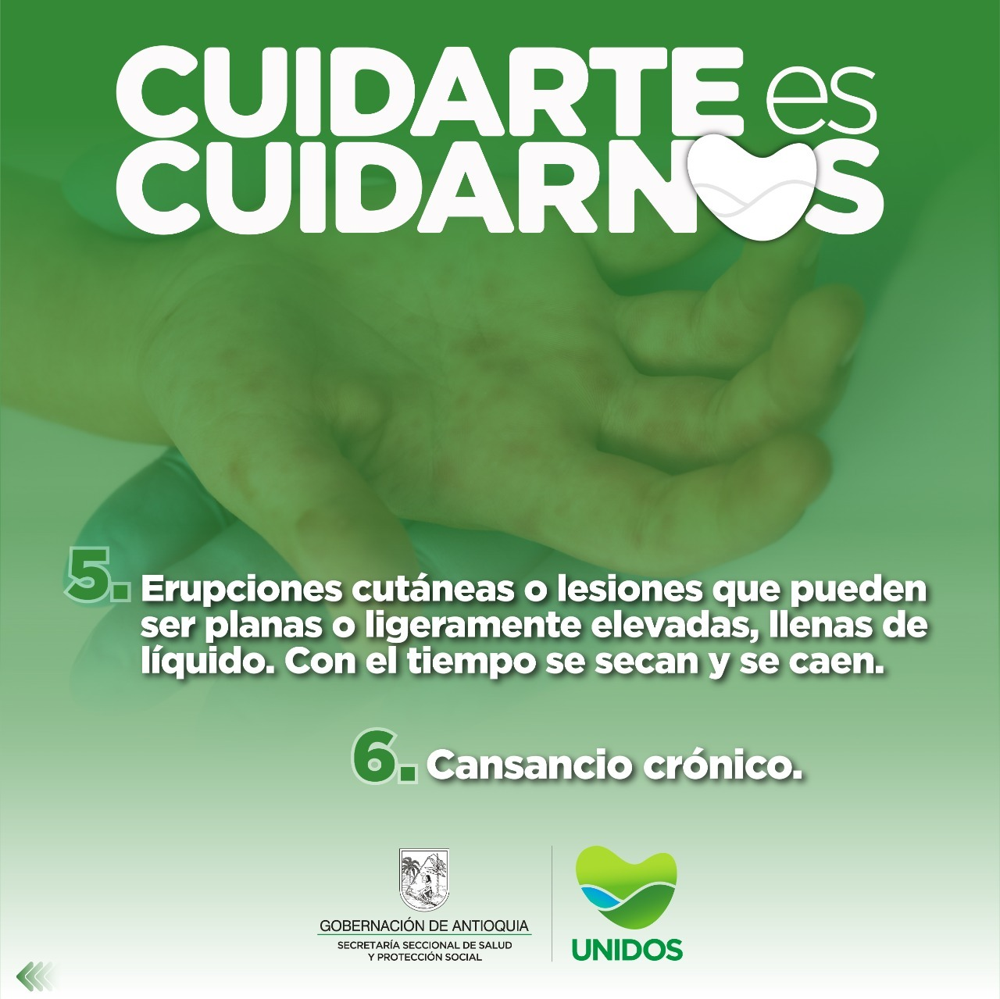 CUIDARTE es
CUIDARNOS
5. Erupciones cutáneas o lesiones que pueden
ser planas o ligeramente elevadas, llenas de
líquido. Con el tiempo se secan y se caen.
6. Cansancio crónico.
GOBERNACIÓN DE ANTIOQUIA
SECRETARÍA SECCIONAL DE SALUD
Y PROTECCIÓN SOCIAL
UNIDOS